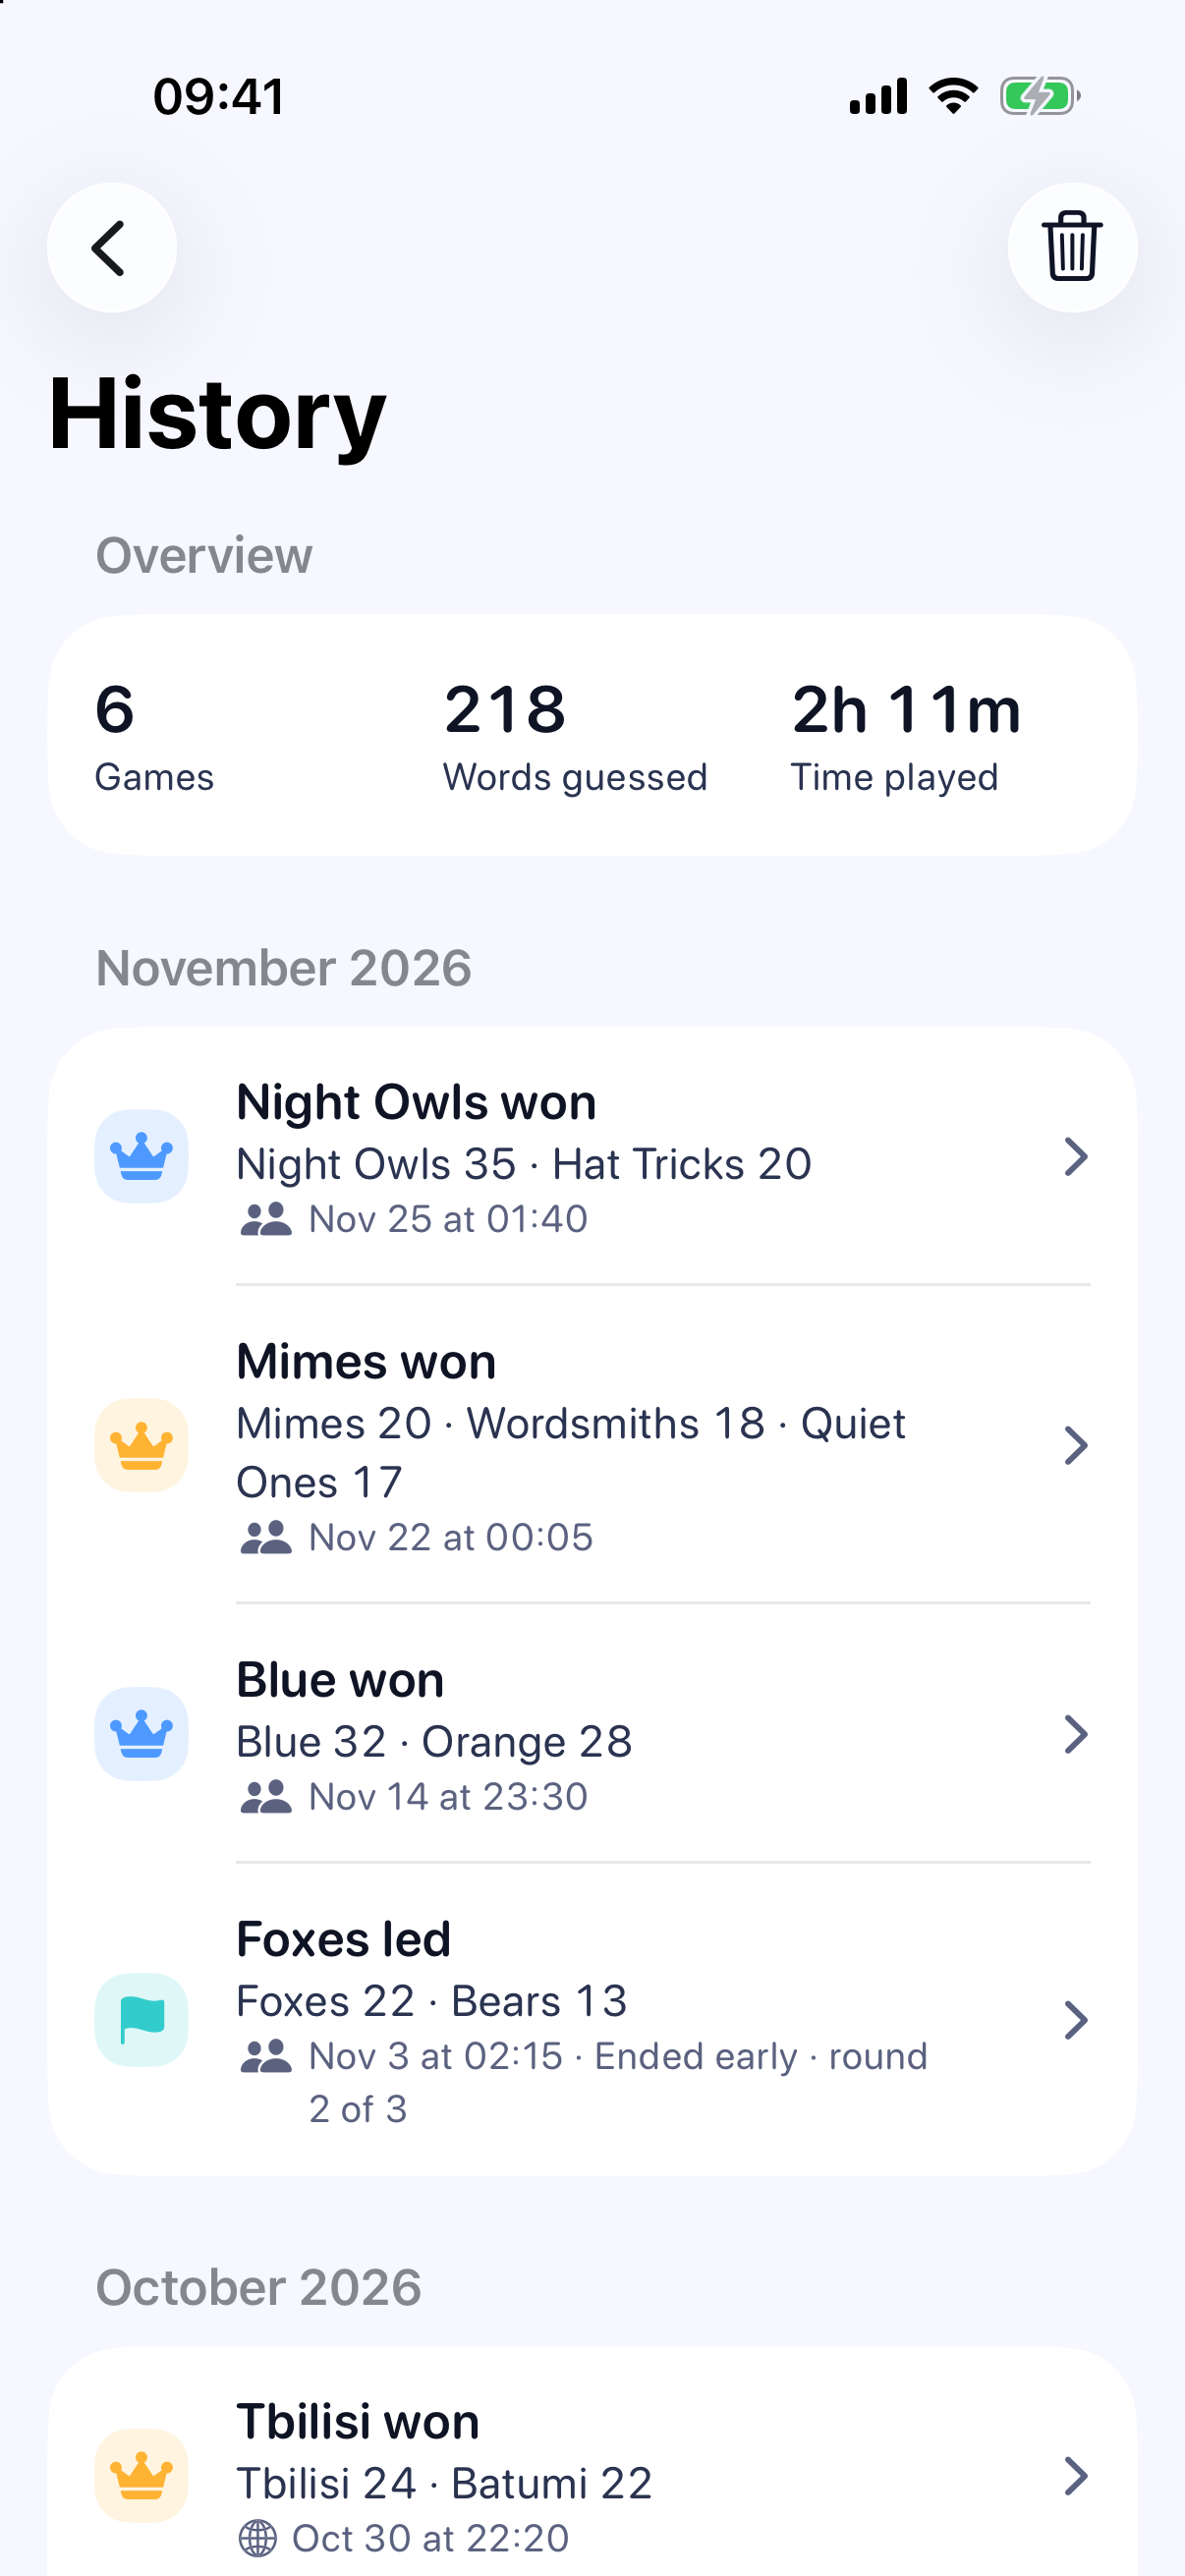 09:41
History
Overview
6
Games
218
Words guessed
2h 11m
Time played
November 2026
Night Owls won
Night Owls 35 · Hat Tricks 20
Nov 25 at 01:40
Mimes won
Mimes 20 · Wordsmiths 18 · Quiet
Ones 17
Nov 22 at 00:05
Blue won
Blue 32 · Orange 28
Nov 14 at 23:30
Foxes led
Foxes 22 · Bears 13
Nov 3 at 02:15 · Ended early · round
2 of 3
October 2026
Tbilisi won
Tbilisi 24 · Batumi 22
Oct 30 at 22:20